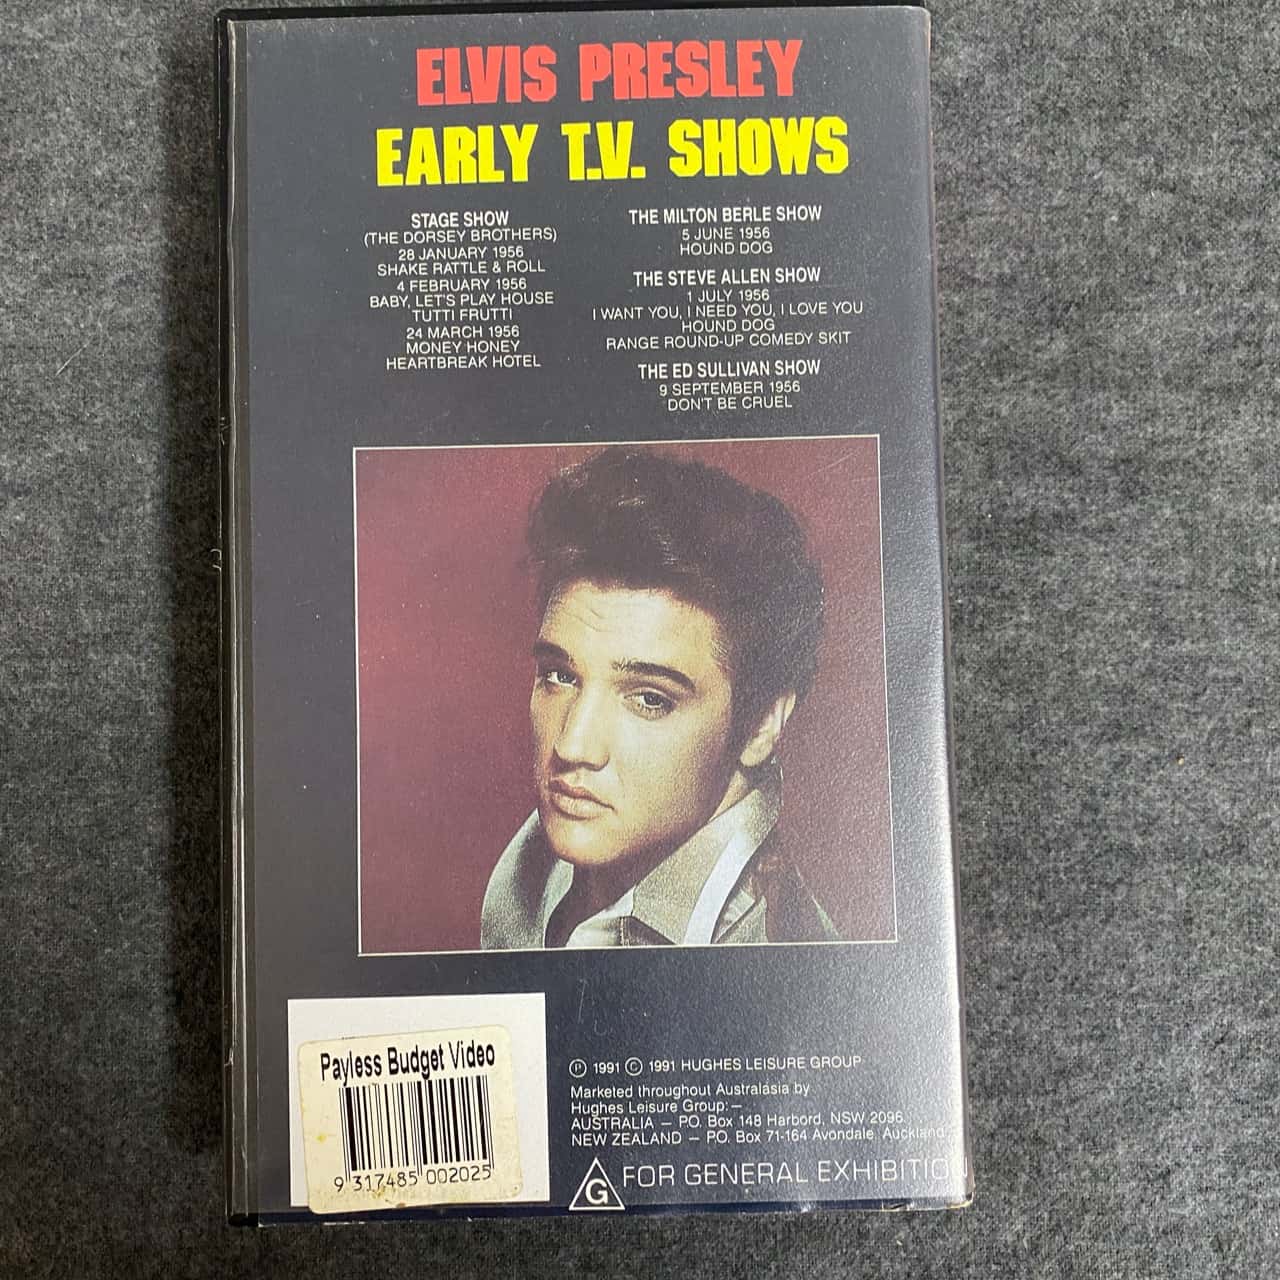 ELVIS PRESLEY
EARLY T.V. SHOWS
STAGE SHOW
(THE DORSEY BROTHERS)
28 JANUARY 1956
SHAKE RATTLE & ROLL
4 FEBRUARY 1956
BABY, LET'S PLAY HOUSE
TUTTI FRUTTI
24 MARCH 1956
MONEY HONEY
HEARTBREAK HOTEL
THE MILTON BERLE SHOW
5 JUNE 1956
HOUND DOG
THE STEVE ALLEN SHOW
1 JULY 1956
I WANT YOU, I NEED YOU, I LOVE YOU
HOUND DOG
RANGE ROUND-UP COMEDY SKIT
THE ED SULLIVAN SHOW
9 SEPTEMBER 1956
DON'T BE CRUEL
Payless Budget Video
9 317485 002025
Ⓟ 1991 © 1991 HUGHES LEISURE GROUP
Marketed throughout Australasia by
Hughes Leisure Group:—
AUSTRALIA — P.O. Box 148 Harbord, NSW 2096.
NEW ZEALAND — P.O. Box 71-164 Avondale, Auckland
G FOR GENERAL EXHIBITION